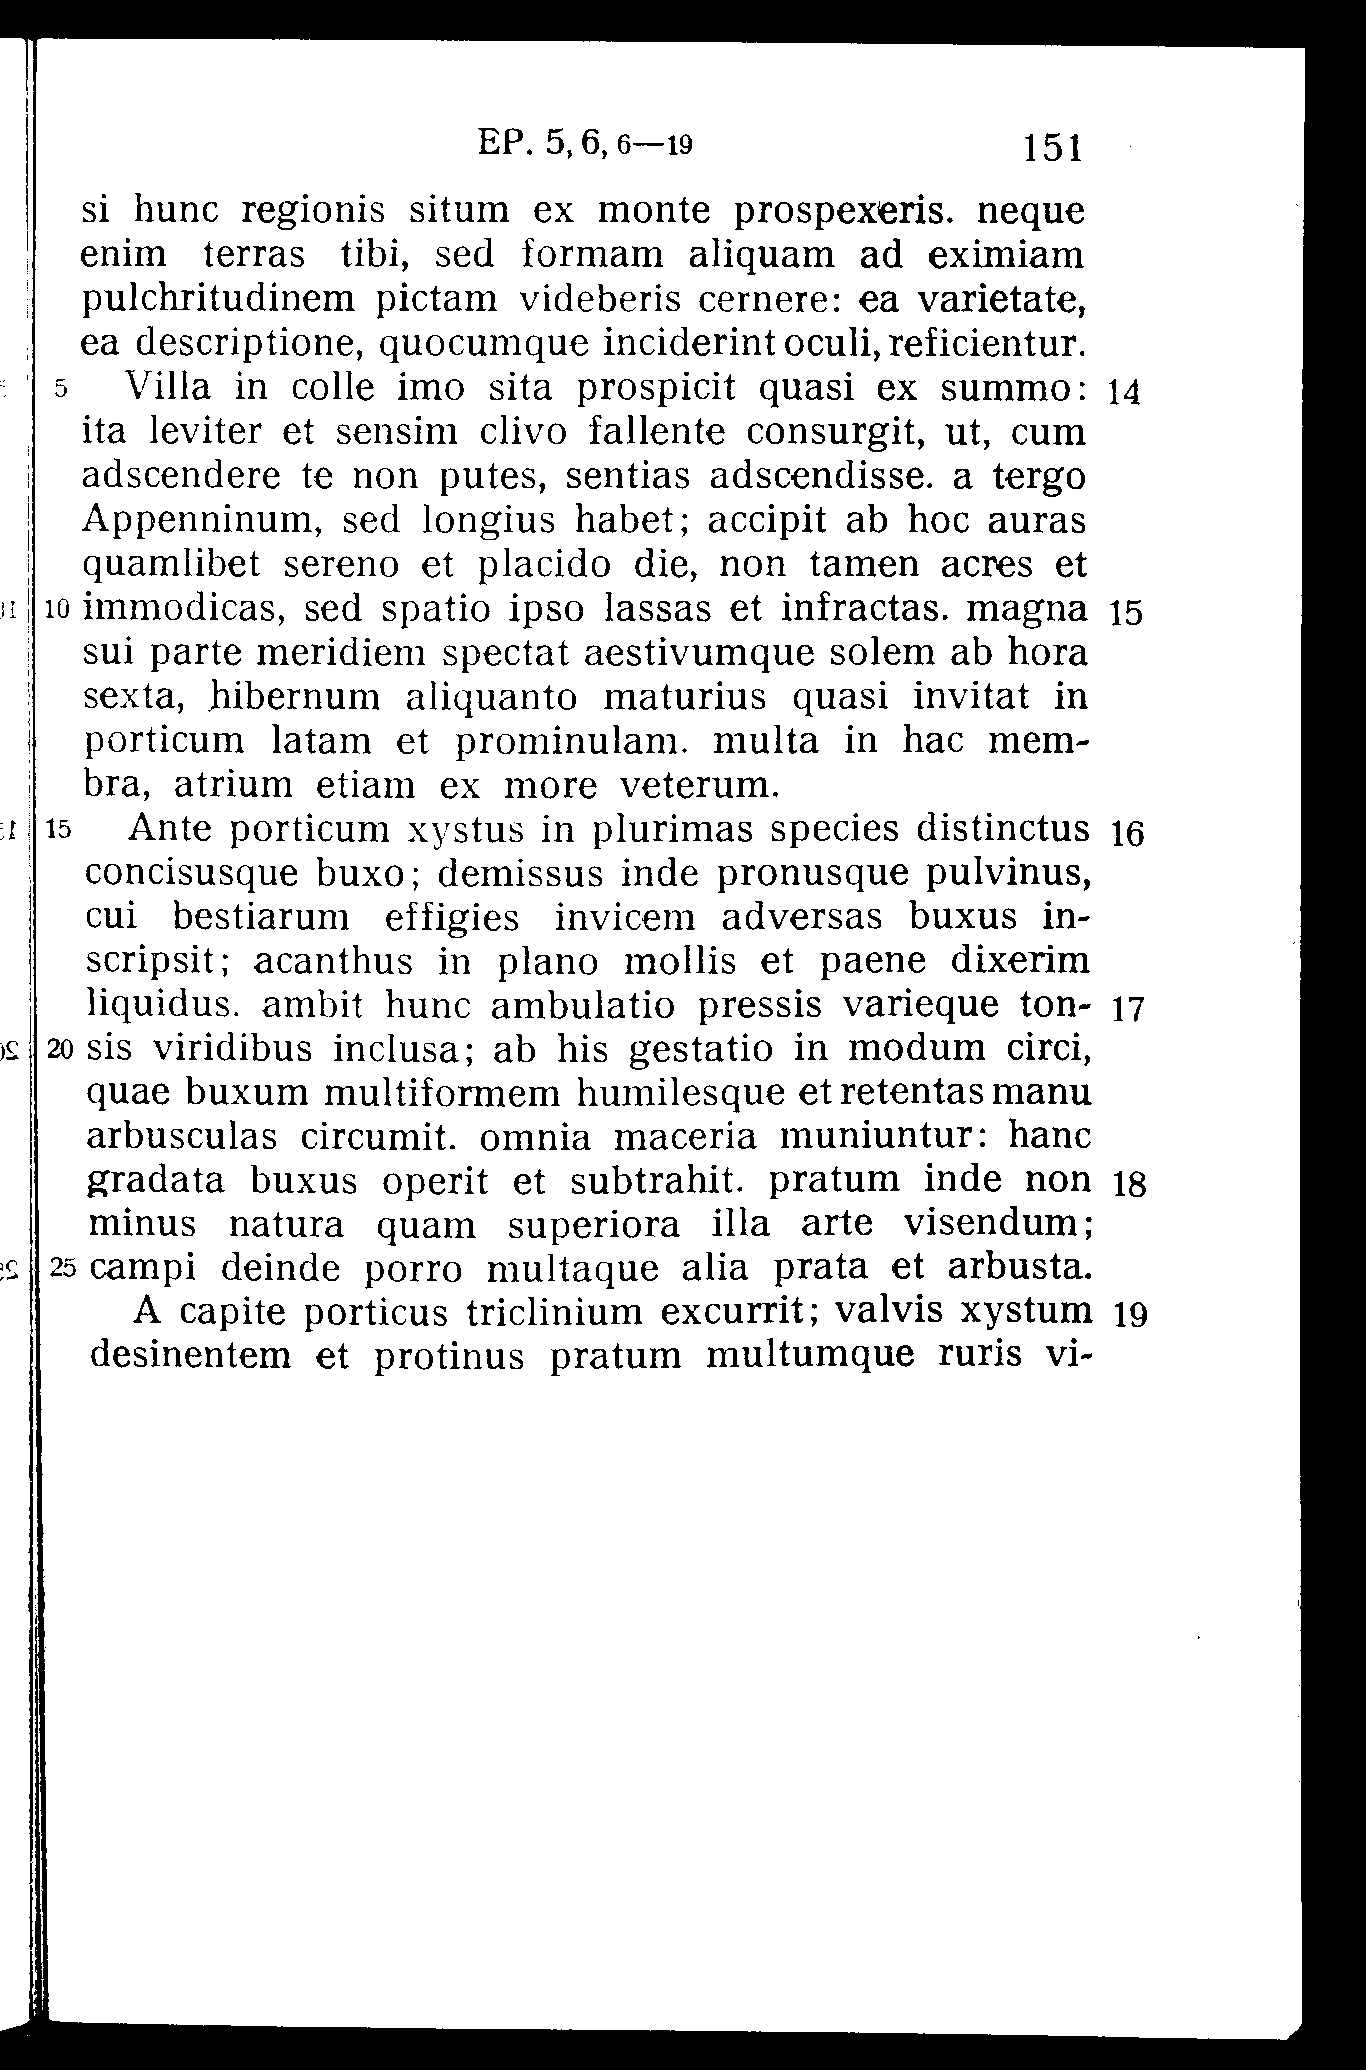 EP. 5, 6, 6—19 151
si hunc regionis situm ex monte prospexeris. neque
enim terras tibi, sed formam aliquam ad eximiam
pulchritudinem pictam videberis cernere: ea varietate,
ea descriptione, quocumque inciderint oculi, reficientur.
5 Villa in colle imo sita prospicit quasi ex summo: 14
ita leviter et sensim clivo fallente consurgit, ut, cum
adscendere te non putes, sentias adscendisse. a tergo
Appenninum, sed longius habet; accipit ab hoc auras
quamlibet sereno et placido die, non tamen acres et
10 immodicas, sed spatio ipso lassas et infractas. magna 15
sui parte meridiem spectat aestivumque solem ab hora
sexta, hibernum aliquanto maturius quasi invitat in
porticum latam et prominulam. multa in hac mem-
bra, atrium etiam ex more veterum.
15 Ante porticum xystus in plurimas species distinctus 16
concisusque buxo; demissus inde pronusque pulvinus,
cui bestiarum effigies invicem adversas buxus in-
scripsit; acanthus in plano mollis et paene dixerim
liquidus. ambit hunc ambulatio pressis varieque ton- 17
20 sis viridibus inclusa; ab his gestatio in modum circi,
quae buxum multiformem humilesque et retentas manu
arbusculas circumit. omnia maceria muniuntur: hanc
gradata buxus operit et subtrahit. pratum inde non 18
minus natura quam superiora illa arte visendum;
25 campi deinde porro multaque alia prata et arbusta.
A capite porticus triclinium excurrit; valvis xystum 19
desinentem et protinus pratum multumque ruris vi-